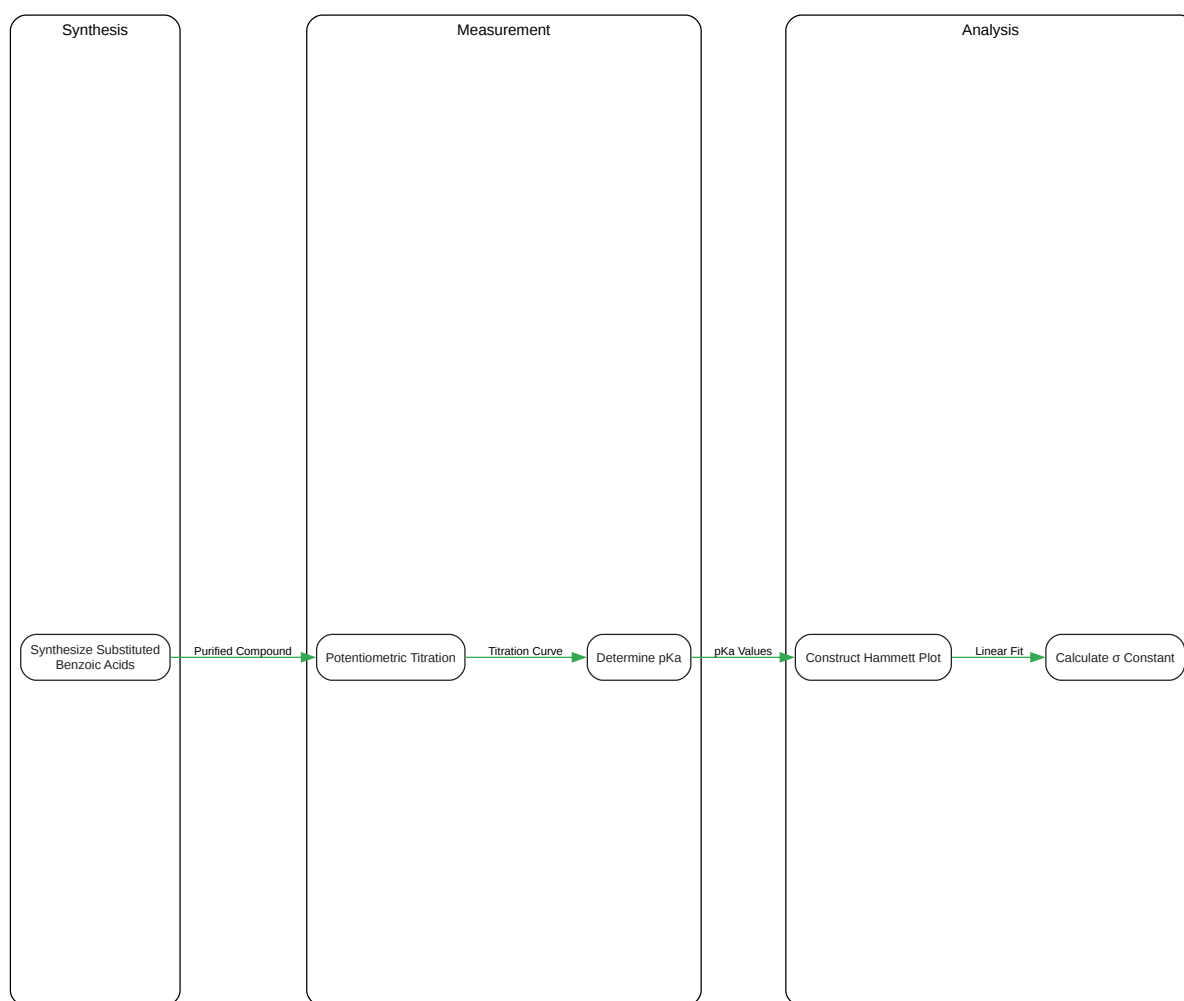 Synthesis
Measurement
Analysis
Synthesize Substituted
Benzoic Acids
Purified Compound
Potentiometric Titration
Titration Curve
Determine pKa
pKa Values
Construct Hammett Plot
Linear Fit
Calculate σ Constant